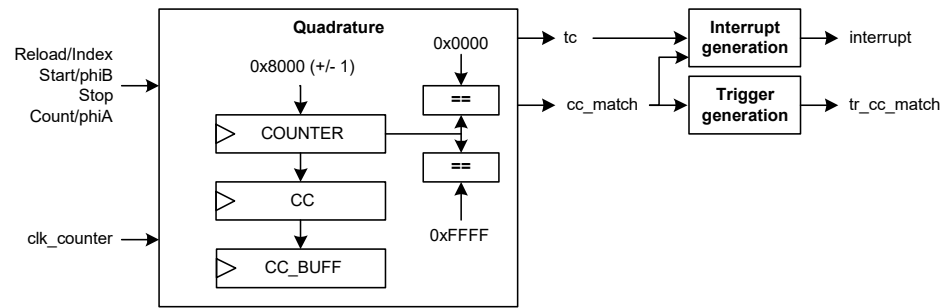 Quadrature
Reload/Index
Start/phiB
Stop
Count/phiA
clk_counter
0x8000 (+/- 1)
COUNTER
CC
CC_BUFF
0x0000
==
==
0xFFFF
tc
cc_match
Interrupt
generation
Trigger
generation
interrupt
tr_cc_match